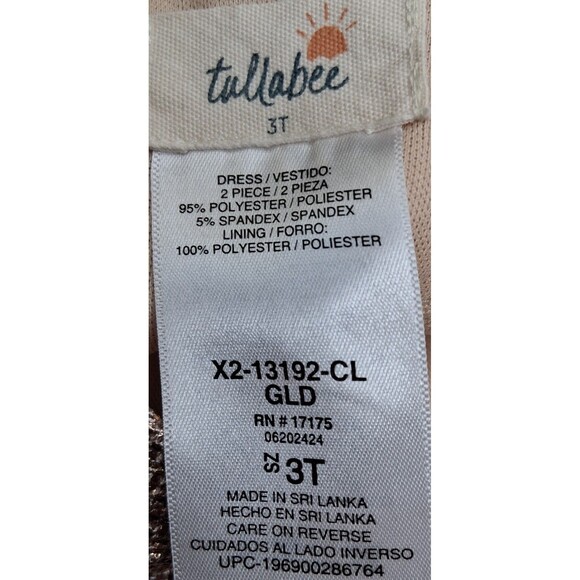 tullabee
3T
DRESS / VESTIDO:
2 PIECE / 2 PIEZA
95% POLYESTER / POLIESTER
5% SPANDEX / SPANDEX
LINING / FORRO:
100% POLYESTER / POLIESTER
X2-13192-CL
GLD
RN # 17175
06202424
SZ 3T
MADE IN SRI LANKA
HECHO EN SRI LANKA
CARE ON REVERSE
CUIDADOS AL LADO INVERSO
UPC-196900286764